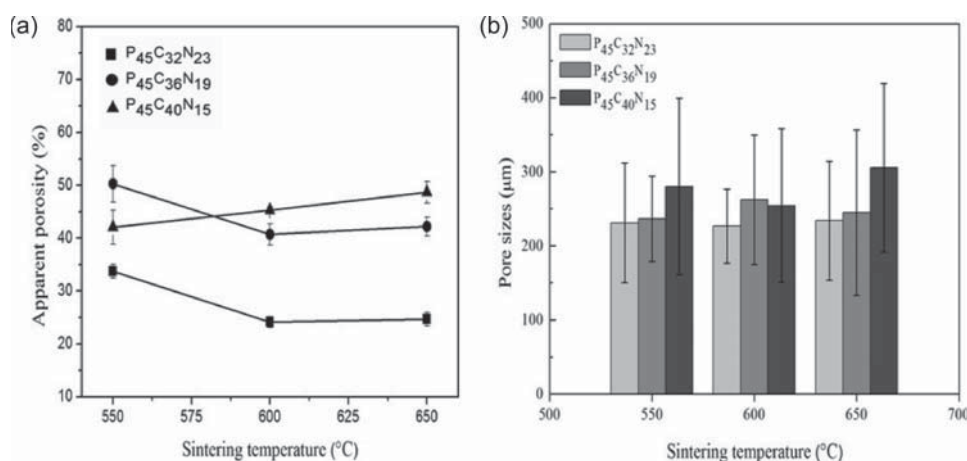 (a)
80
70
60
50
40
30
20
10
Apparent porosity (%)
P45C32N23
P45C36N19
P45C40N15
550 575 600 625 650
Sintering temperature (°C)
(b)
500
400
300
200
100
0
Pore sizes (μm)
P45C32N23
P45C36N19
P45C40N15
500 550 600 650 700
Sintering temperature (°C)